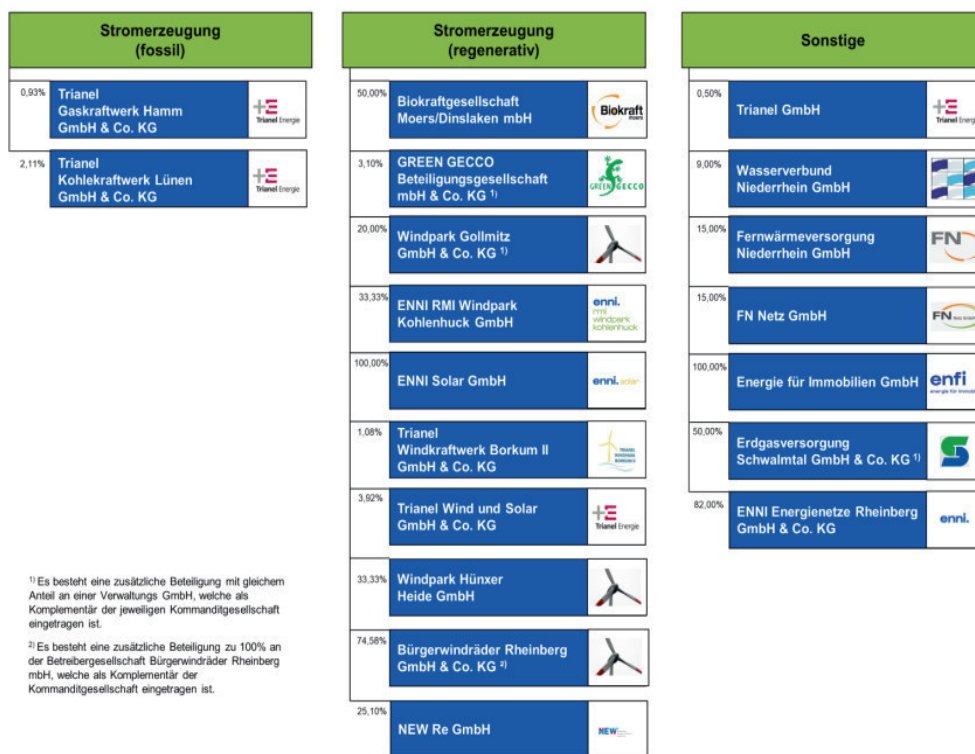 Stromerzeugung
(fossil)
0,93%
Trianel
Gaskraftwerk Hamm
GmbH & Co. KG
Trianel Energie
2,11%
Trianel
Kohlekraftwerk Lünen
GmbH & Co. KG
Trianel Energie
Stromerzeugung
(regenerativ)
50,00%
Biokraftgesellschaft
Moers/Dinslaken mbH
Biokraft
moers
3,10%
GREEN GECCO
Beteiligungsgesellschaft
mbH & Co. KG ¹⁾
GREEN GECCO
20,00%
Windpark Gollmitz
GmbH & Co. KG ¹⁾
33,33%
ENNI RMI Windpark
Kohlenhuck GmbH
enni.
rmi
windpark
kohlenhuck
100,00%
ENNI Solar GmbH
enni.solar
1,08%
Trianel
Windkraftwerk Borkum II
GmbH & Co. KG
3,92%
Trianel Wind und Solar
GmbH & Co. KG
Trianel Energie
33,33%
Windpark Hünxer
Heide GmbH
74,58%
Bürgerwindräder Rheinberg
GmbH & Co. KG ²⁾
25,10%
NEW Re GmbH
NEW
Sonstige
0,50%
Trianel GmbH
Trianel Energ
9,00%
Wasserverbund
Niederrhein GmbH
15,00%
Fernwärmeversorgung
Niederrhein GmbH
FN
15,00%
FN Netz GmbH
FN
100,00%
Energie für Immobilien GmbH
enfi
energie für immobi
50,00%
Erdgasversorgung
Schwalmtal GmbH & Co. KG ¹⁾
82,00%
ENNI Energienetze Rheinberg
GmbH & Co. KG
enni.
¹⁾ Es besteht eine zusätzliche Beteiligung mit gleichem
Anteil an einer Verwaltungs GmbH, welche als
Komplementär der jeweiligen Kommanditgesellschaft
eingetragen ist.
²⁾ Es besteht eine zusätzliche Beteiligung zu 100% an
der Betreibergesellschaft Bürgerwindräder Rheinberg
mbH, welche als Komplementär der
Kommanditgesellschaft eingetragen ist.